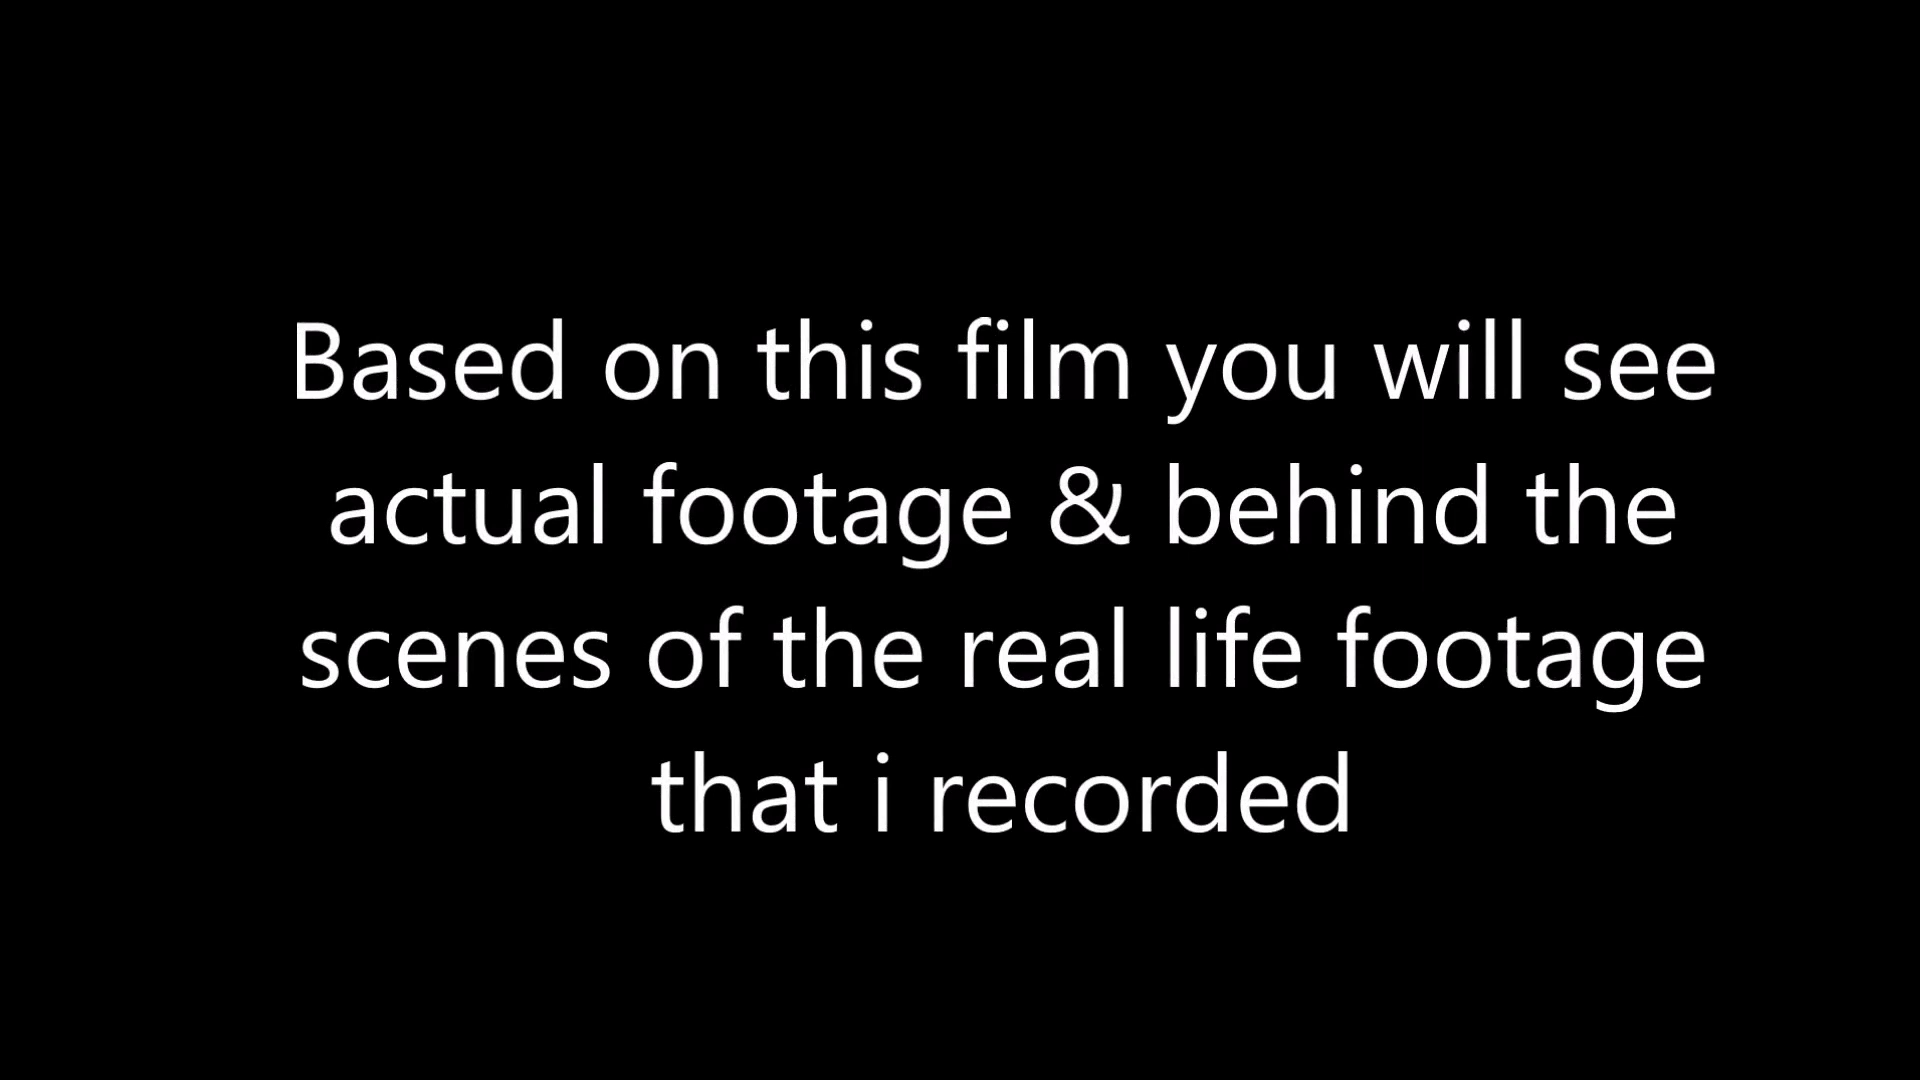 Based on this film you will see
actual footage & behind the
scenes of the real life footage
that i recorded